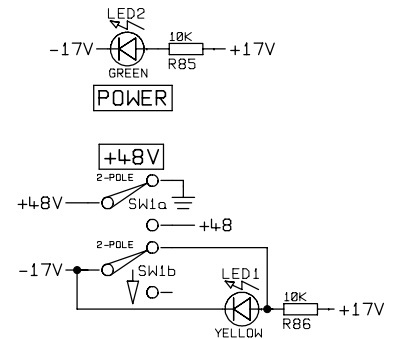 LED2
10K
-17V
+17V
GREEN
R85
POWER
+48V
2-POLE
+48V
SW1a
+48
2-POLE
-17V
SW1b
LED1
10K
+17V
YELLOW
R86